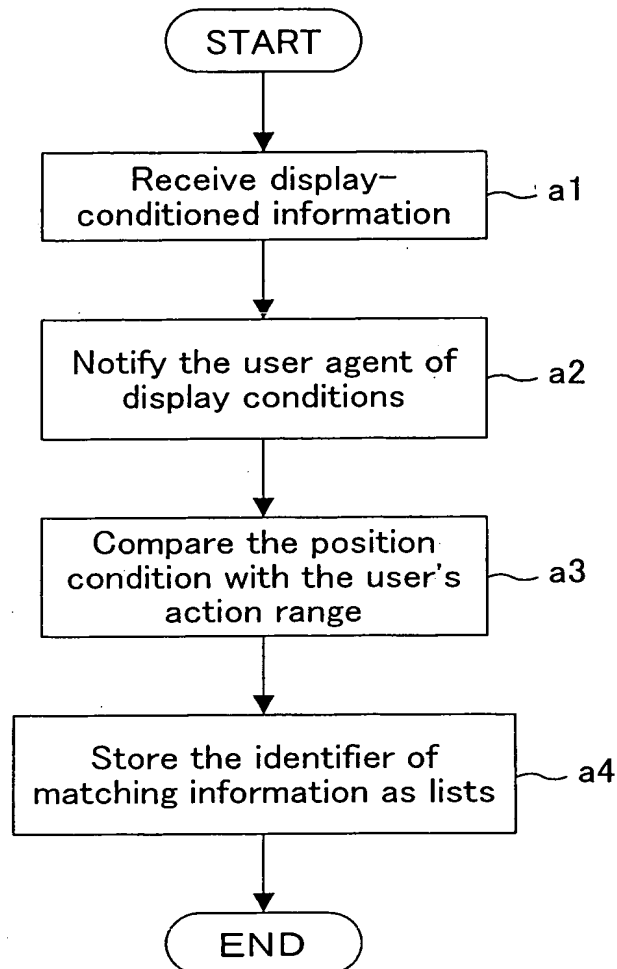 START
Receive display-
conditioned information
a1
Notify the user agent of
display conditions
a2
Compare the position
condition with the user's
action range
a3
Store the identifier of
matching information as lists
a4
END